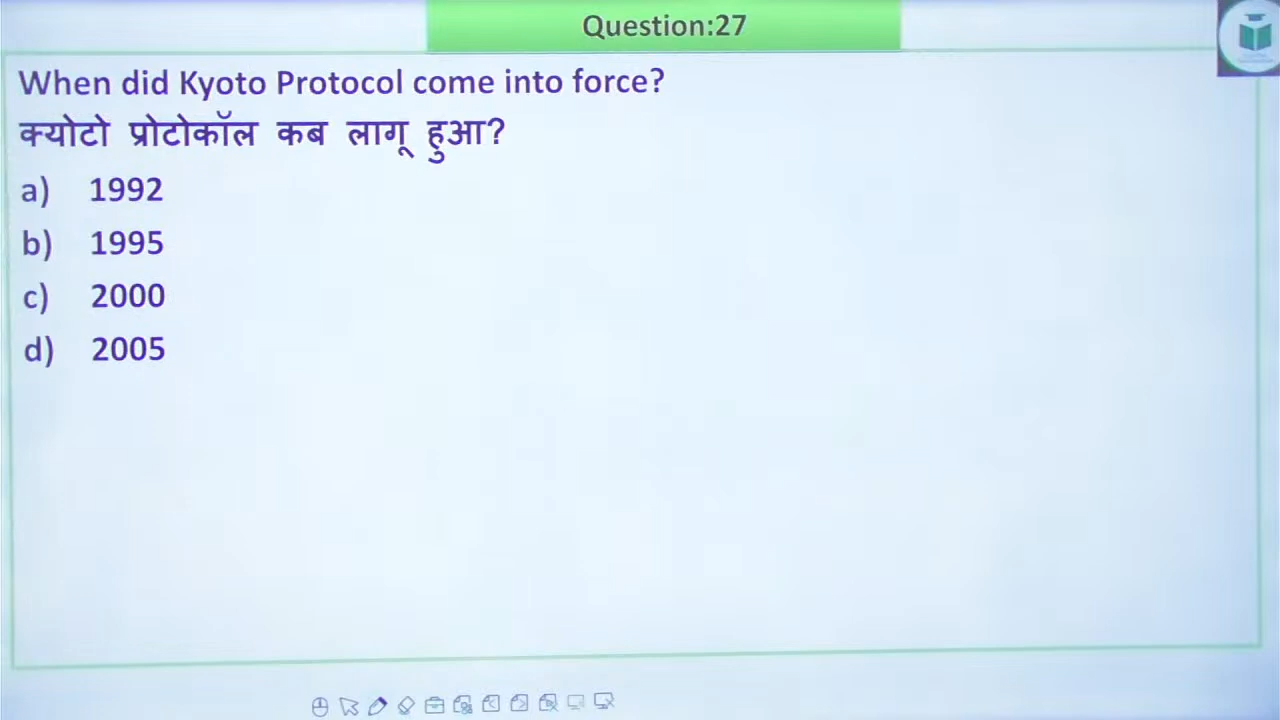 Question:27
When did Kyoto Protocol come into force?
क्योटो प्रोटोकॉल कब लागू हुआ?
a) 1992
b) 1995
c) 2000
d) 2005